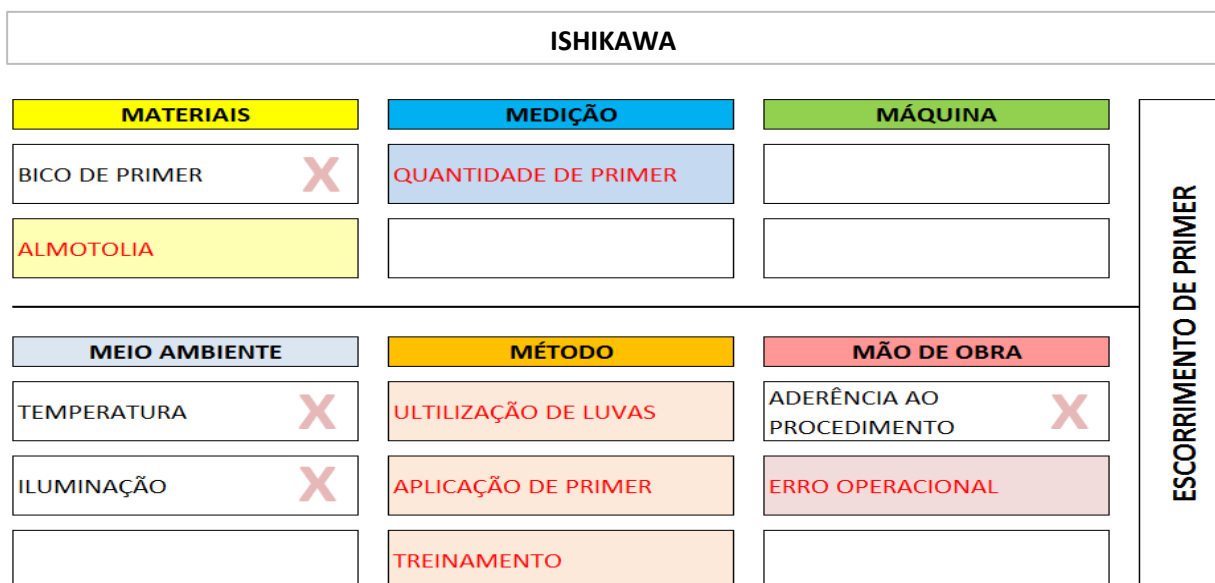 ISHIKAWA
MATERIAIS
MEDIÇÃO
MÁQUINA
BICO DE PRIMER X
QUANTIDADE DE PRIMER
ALMOTOLIA
MEIO AMBIENTE
MÉTODO
MÃO DE OBRA
TEMPERATURA X
ULTILIZAÇÃO DE LUVAS
ADERÊNCIA AO
PROCEDIMENTO X
ILUMINAÇÃO X
APLICAÇÃO DE PRIMER
ERRO OPERACIONAL
TREINAMENTO
ESCORRIMENTO DE PRIMER